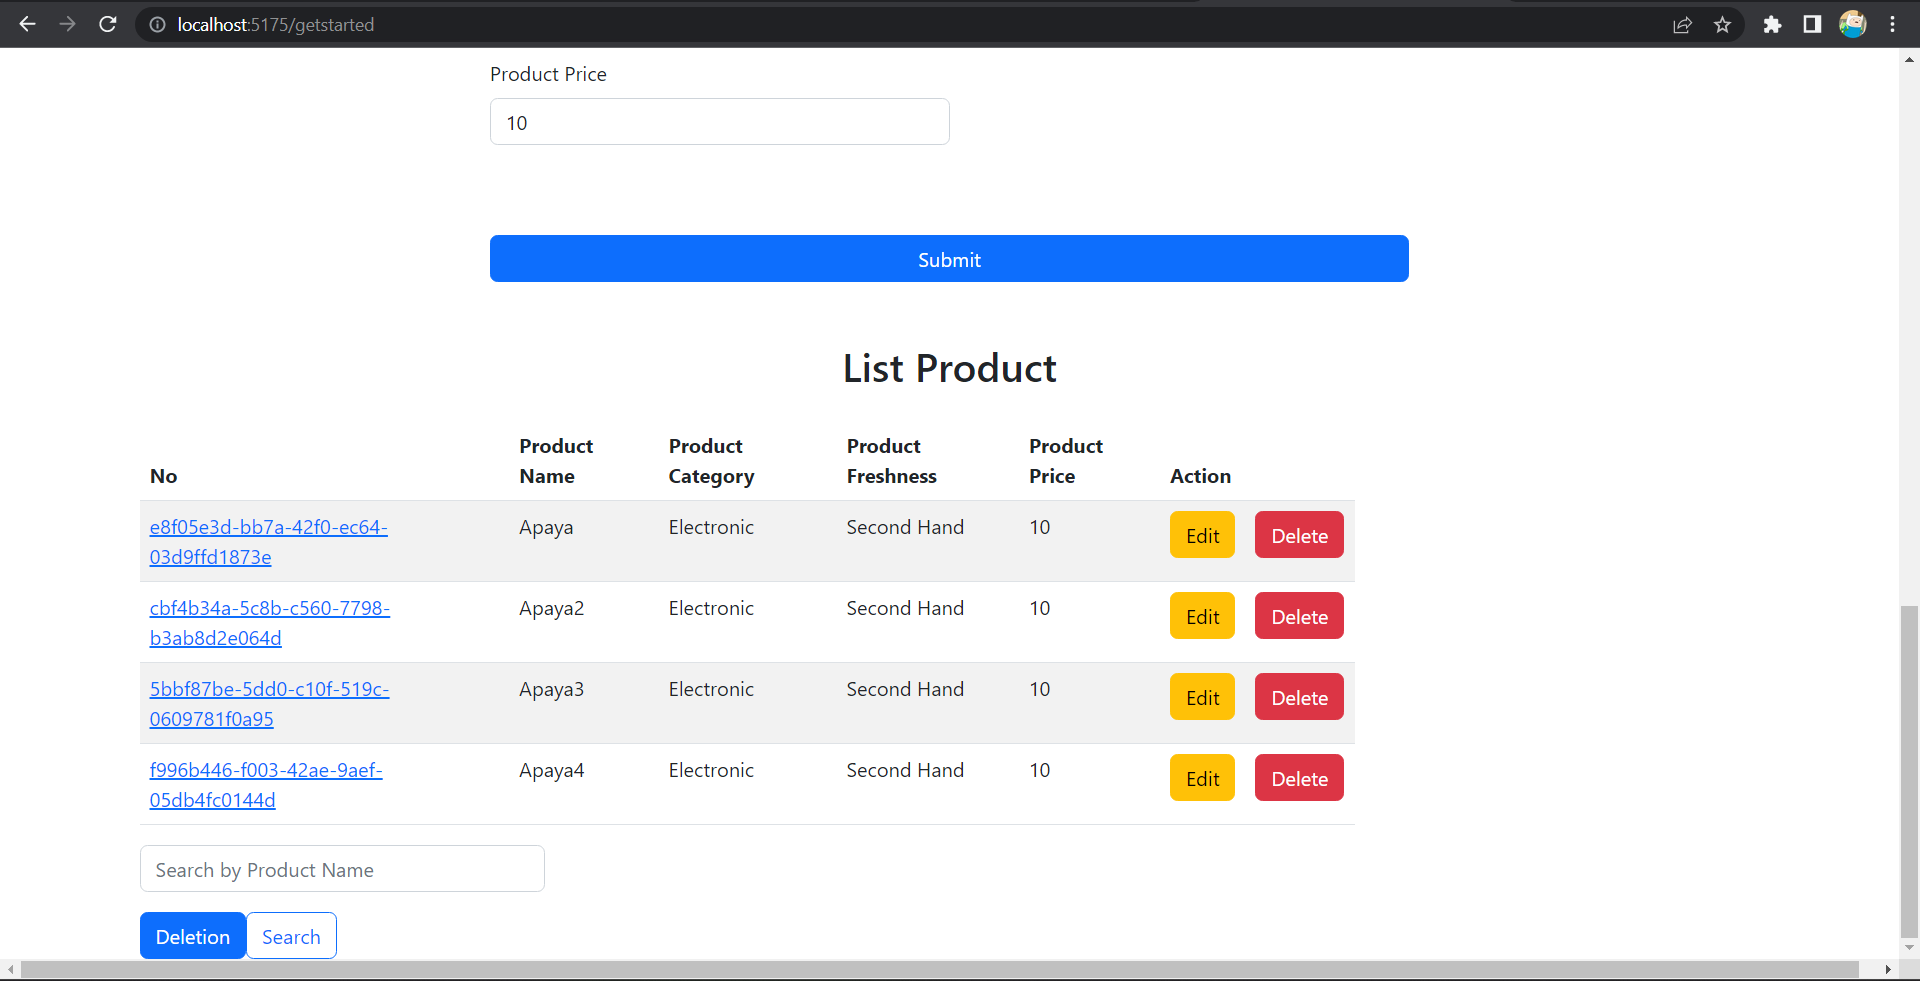 localhost:5175/getstarted
Product Price
10
Submit
List Product
No Product Name Product Category Product Freshness Product Price Action
e8f05e3d-bb7a-42f0-ec64-03d9ffd1873e Apaya Electronic Second Hand 10 Edit Delete
cbf4b34a-5c8b-c560-7798-b3ab8d2e064d Apaya2 Electronic Second Hand 10 Edit Delete
5bbf87be-5dd0-c10f-519c-0609781f0a95 Apaya3 Electronic Second Hand 10 Edit Delete
f996b446-f003-42ae-9aef-05db4fc0144d Apaya4 Electronic Second Hand 10 Edit Delete
Search by Product Name
Deletion Search